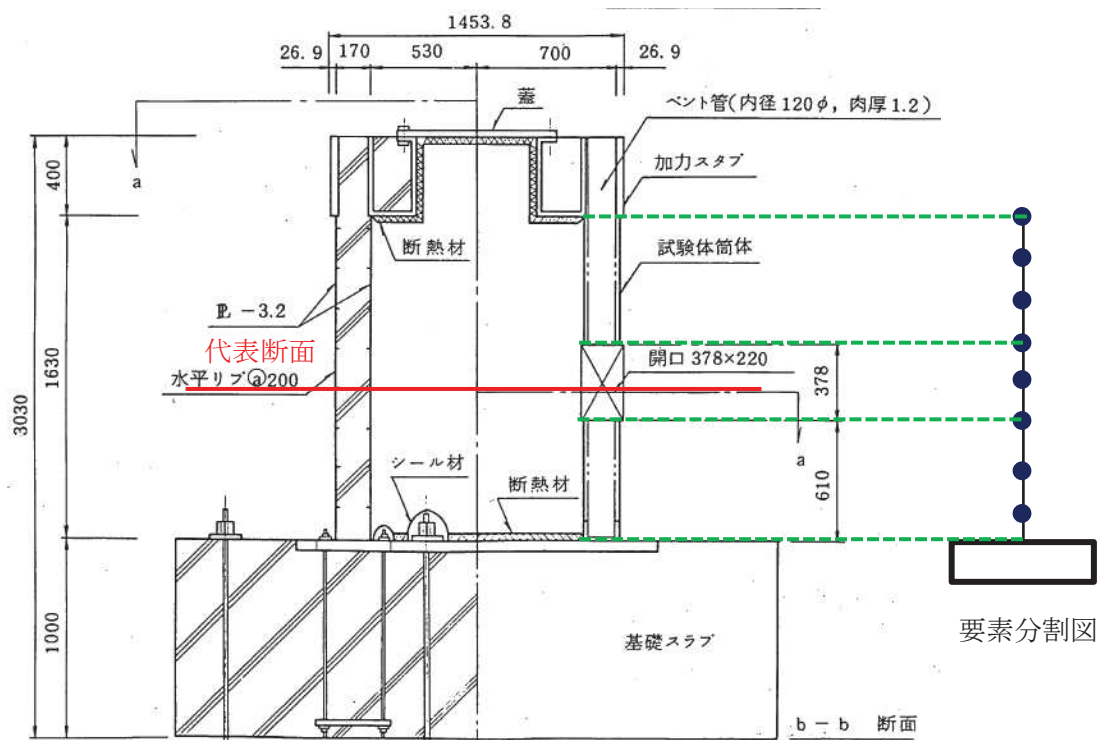 1453.8
26.9 170 530 700 26.9
蓋
ベント管(内径120φ, 肉厚1.2)
加力スタブ
400
a
断熱材
試験体筒体
PL -3.2
代表断面
開口 378×220
1630
水平リブⓐ200
378
3030
a
シール材
断熱材
610
1000
基礎スラブ
要素分割図
b - b 断面